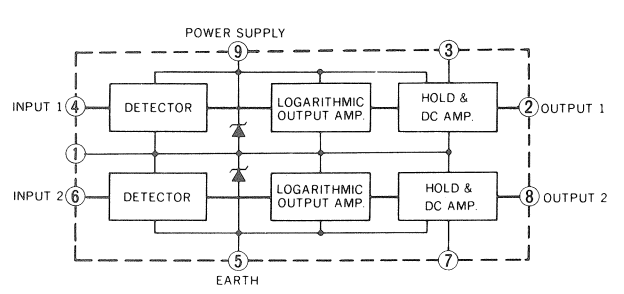 POWER SUPPLY
9
3
INPUT 1 4
DETECTOR
LOGARITHMIC
OUTPUT AMP.
HOLD &
DC AMP.
2 OUTPUT 1
1
INPUT 2 6
DETECTOR
LOGARITHMIC
OUTPUT AMP.
HOLD &
DC AMP.
8 OUTPUT 2
5
7
EARTH